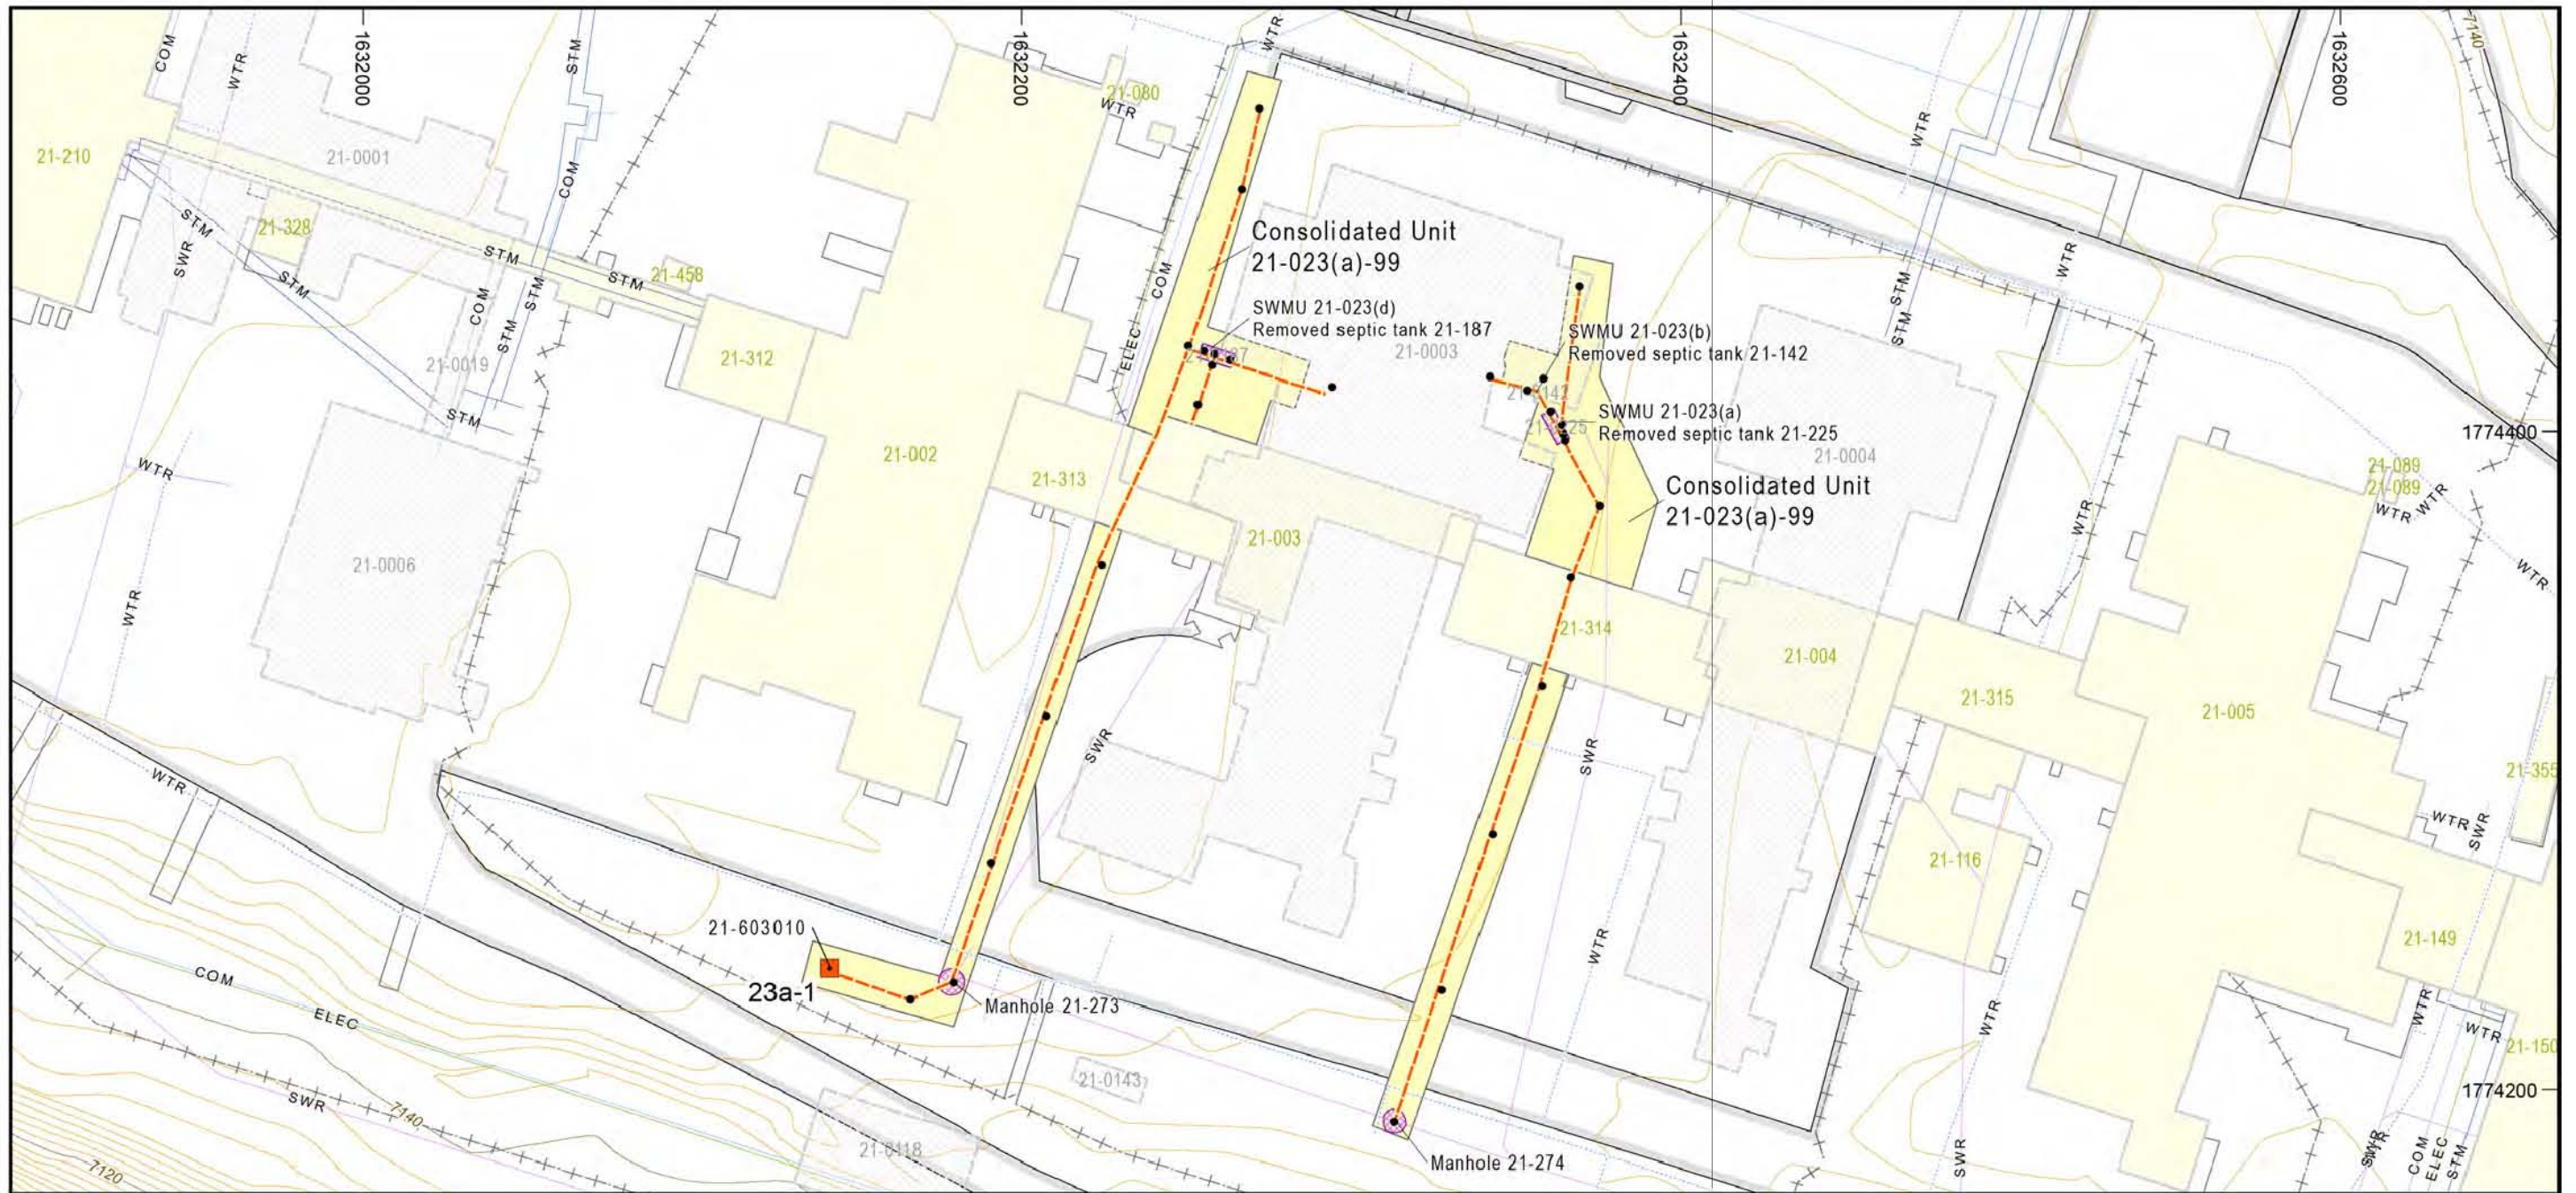 1632000
1632200
1632400
1632600
7140
COM
WTR
STM
WTR
WTR
21-080
WTR
21-210
21-0001
COM
WTR
STM
21-328
SWR
STM
STM
STM
21-458
COM
Consolidated Unit
21-023(a)-99
WTR
STM
STM
COM
STM
STM
ELEC
SWMU 21-023(d)
Removed septic tank 21-187
21-0003
SWMU 21-023(b)
Removed septic tank 21-142
21-0019
21-312
21-0142
SWMU 21-023(a)
Removed septic tank 21-225
STM
1774400
21-002
21-0004
WTR
21-313
21-089
21-089
Consolidated Unit
21-023(a)-99
WTR
WTR
WTR
21-003
WTR
21-0006
WTR
21-314
21-004
21-315
21-005
SWR
SWR
WTR
21-355
WTR
SWR
21-116
21-603010
21-149
WTR
COM
23a-1
Manhole 21-273
ELEC
WTR
WTR
WTR
21-150
21-0143
1774200
SWR
7140
21-0118
Manhole 21-274
SWR
SWR
COM
ELEC
STM
7120